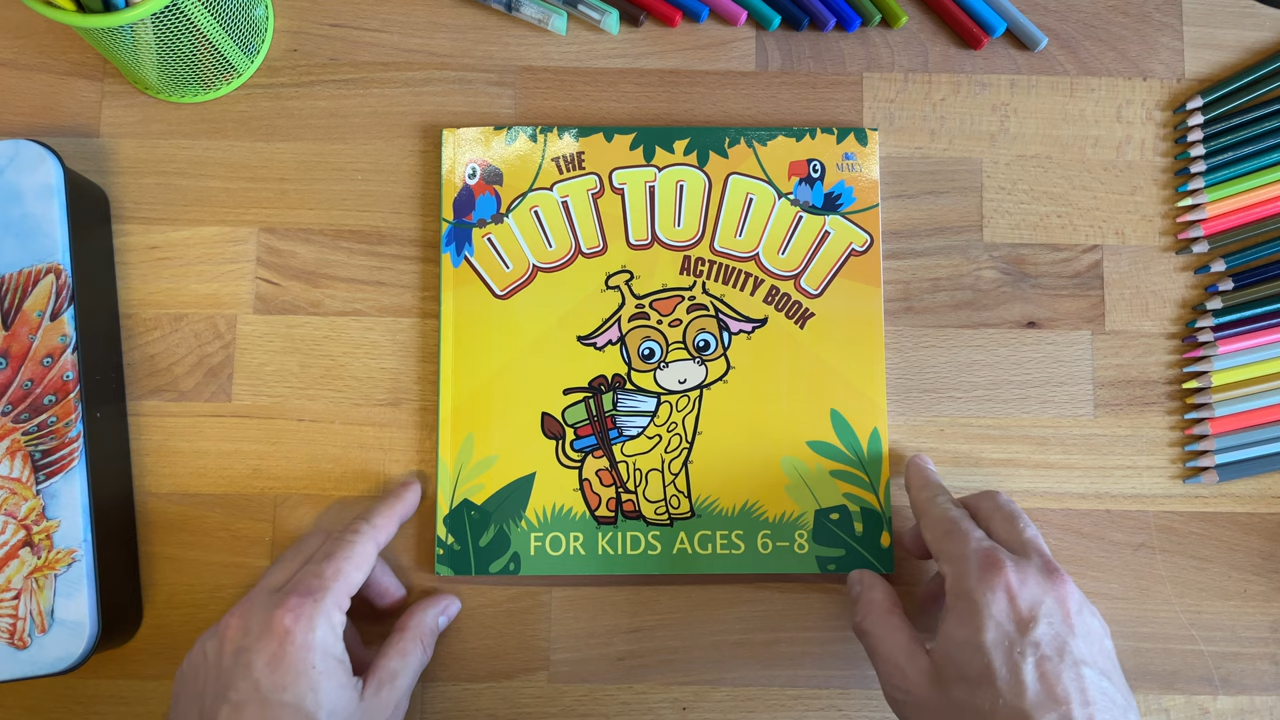 THE
DOT TO DOT
ACTIVITY BOOK
FOR KIDS AGES 6–8